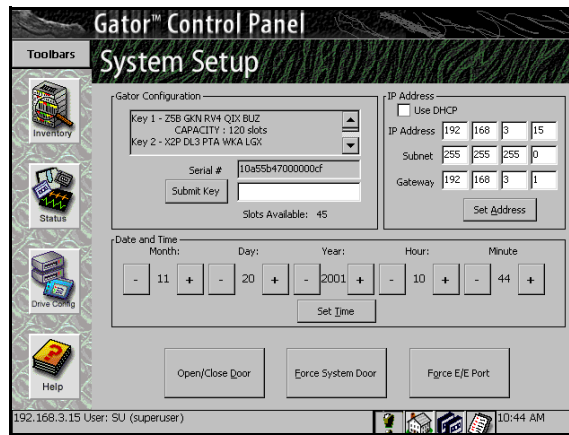 Gator™ Control Panel
Toolbars
System Setup
Inventory
Status
Drive Config
Help
Gator Configuration
Key 1 - Z5B GKN RV4 QIX BUZ
CAPACITY : 120 slots
Key 2 - X2P DL3 PTA WKA LGX
Serial # 10a55b47000000cf
Submit Key
Slots Available: 45
IP Address
Use DHCP
IP Address 192 168 3 15
Subnet 255 255 255 0
Gateway 192 168 3 1
Set Address
Date and Time
Month: Day: Year: Hour: Minute
- 11 + - 20 + - 2001 + - 10 + - 44 +
Set Time
Open/Close Door
Force System Door
Force E/E Port
192.168.3.15 User: SU (superuser)
10:44 AM